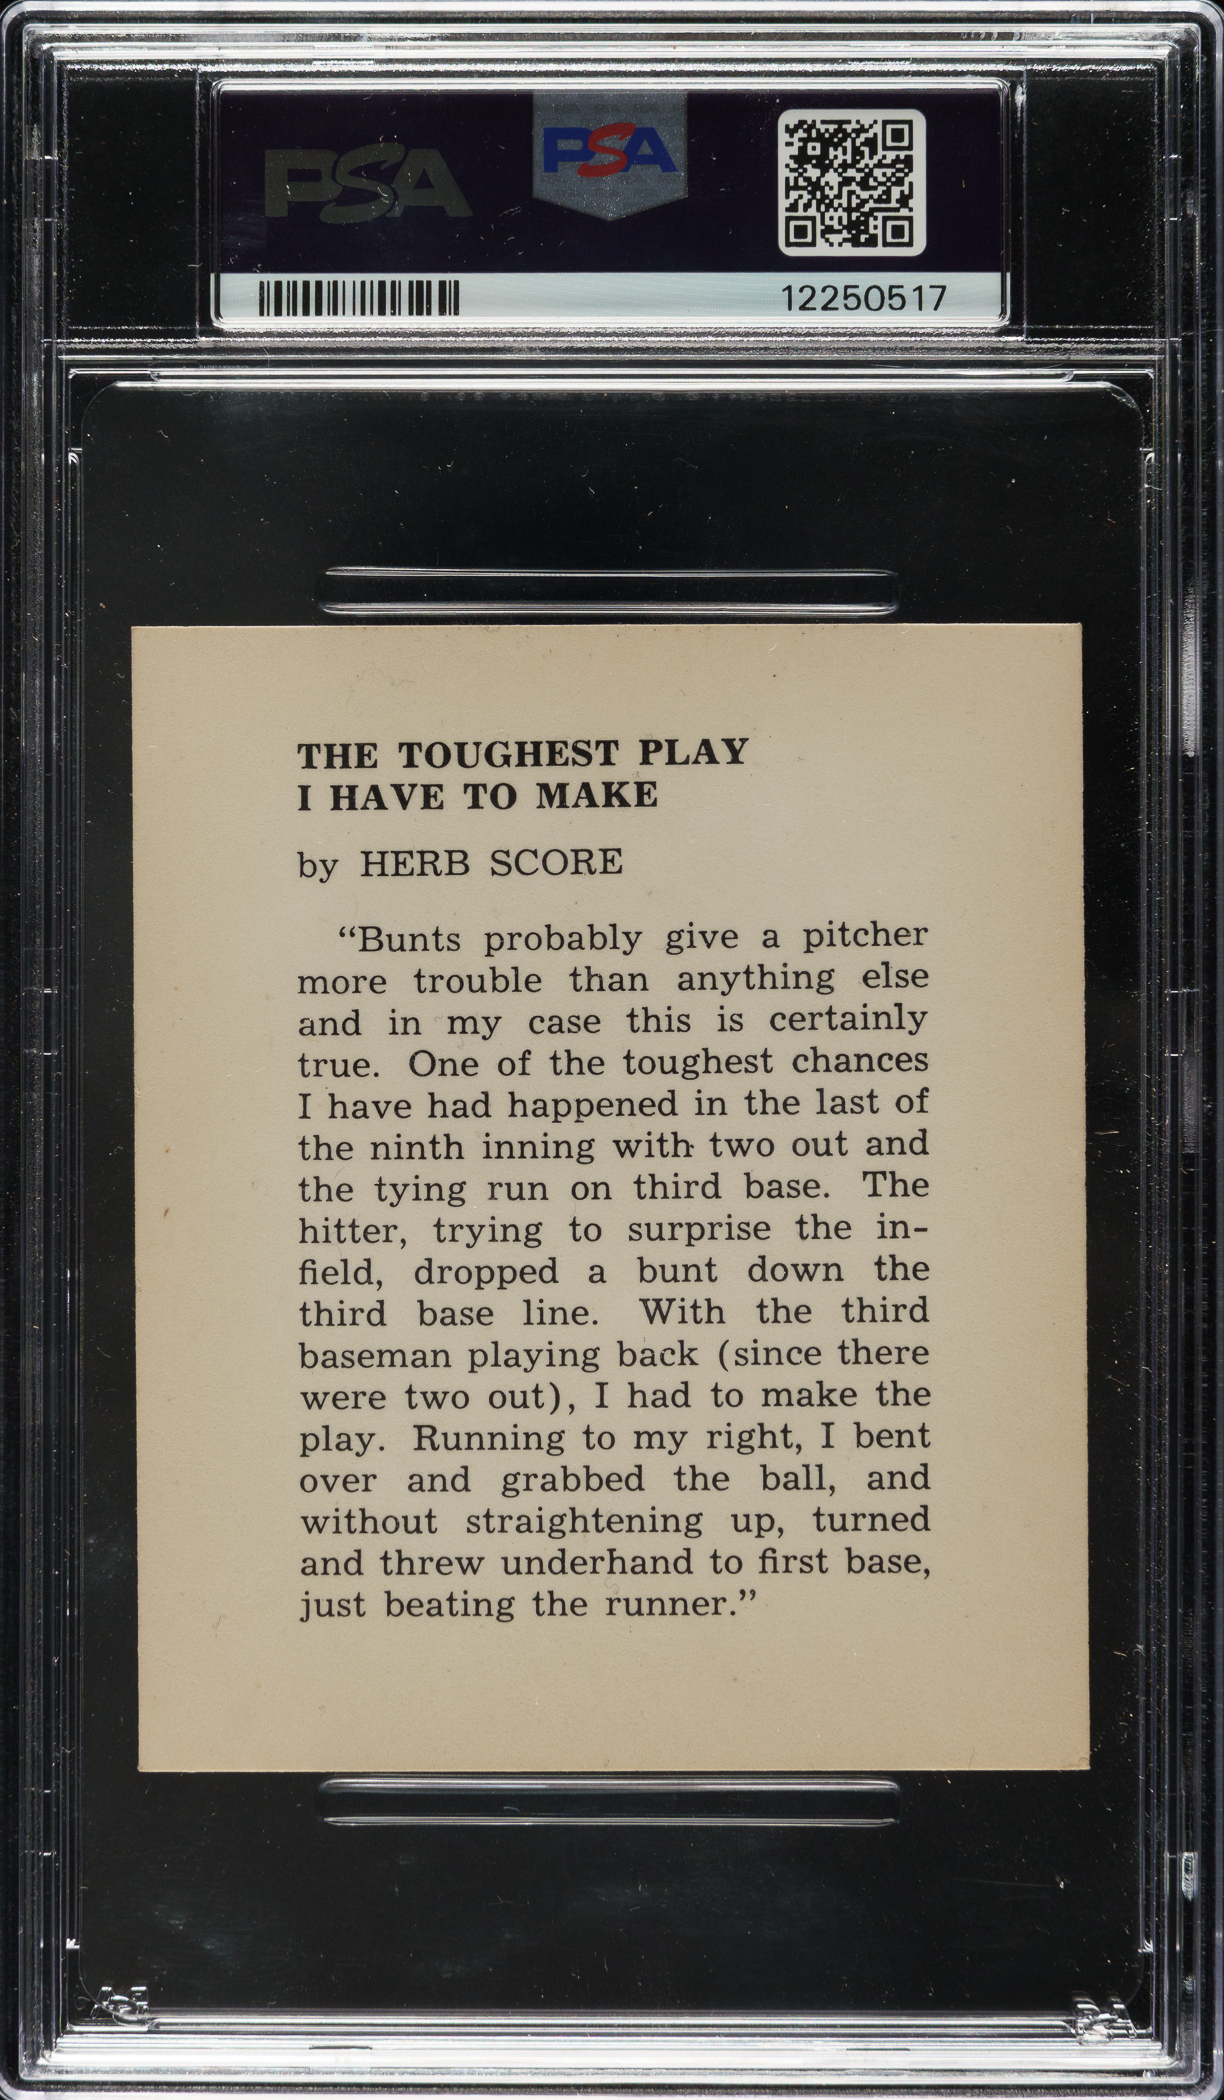 PSA
PSA
12250517
THE TOUGHEST PLAY
I HAVE TO MAKE
by HERB SCORE
“Bunts probably give a pitcher
more trouble than anything else
and in my case this is certainly
true. One of the toughest chances
I have had happened in the last of
the ninth inning with two out and
the tying run on third base. The
hitter, trying to surprise the in-
field, dropped a bunt down the
third base line. With the third
baseman playing back (since there
were two out), I had to make the
play. Running to my right, I bent
over and grabbed the ball, and
without straightening up, turned
and threw underhand to first base,
just beating the runner.”
PSA
PSA